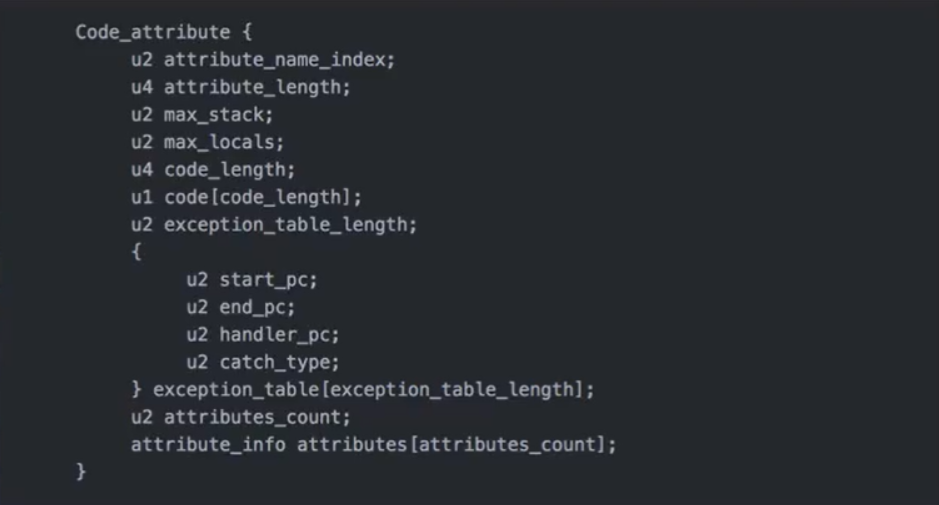 Code_attribute {
u2 attribute_name_index;
u4 attribute_length;
u2 max_stack;
u2 max_locals;
u4 code_length;
u1 code[code_length];
u2 exception_table_length;
{
u2 start_pc;
u2 end_pc;
u2 handler_pc;
u2 catch_type;
} exception_table[exception_table_length];
u2 attributes_count;
attribute_info attributes[attributes_count];
}